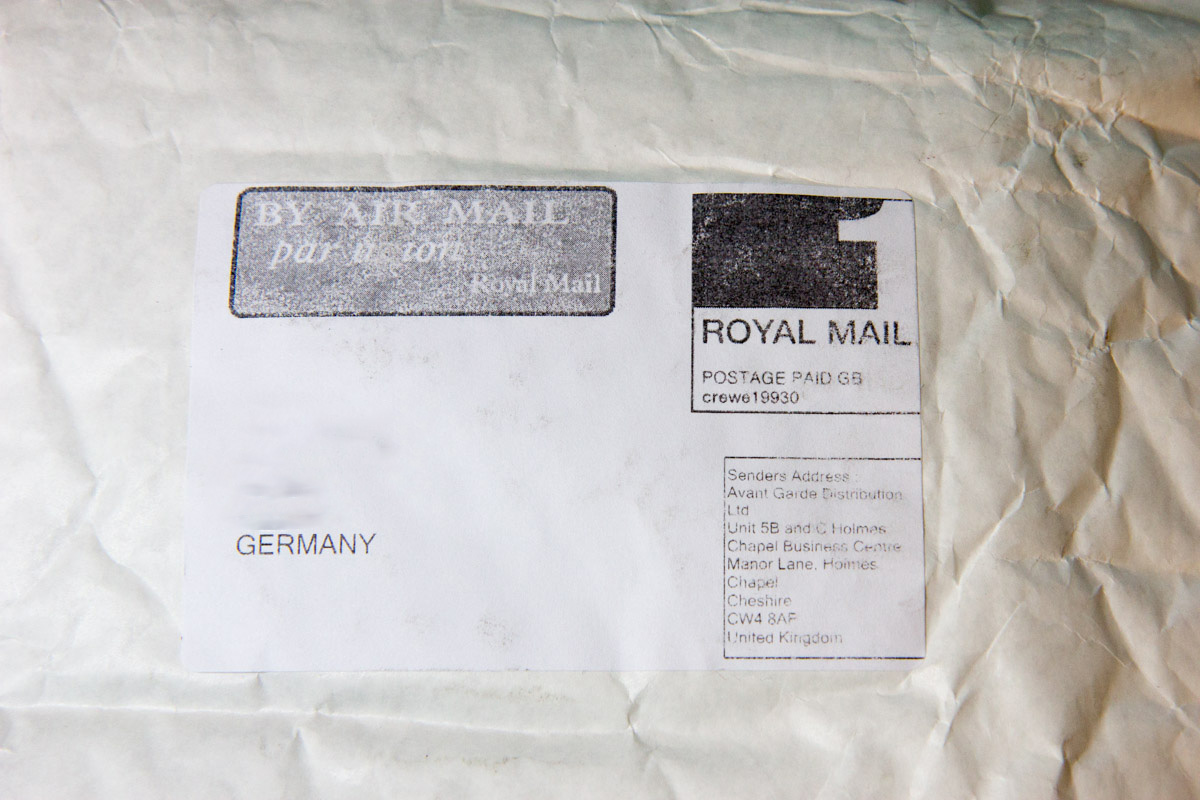 BY AIR MAIL
par avion
Royal Mail
1
ROYAL MAIL
POSTAGE PAID GB
crewe19930
GERMANY
Senders Address :
Avant Garde Distribution
Ltd
Unit 5B and C Holmes
Chapel Business Centre
Manor Lane, Holmes
Chapel
Cheshire
CW4 8AF
United Kingdom